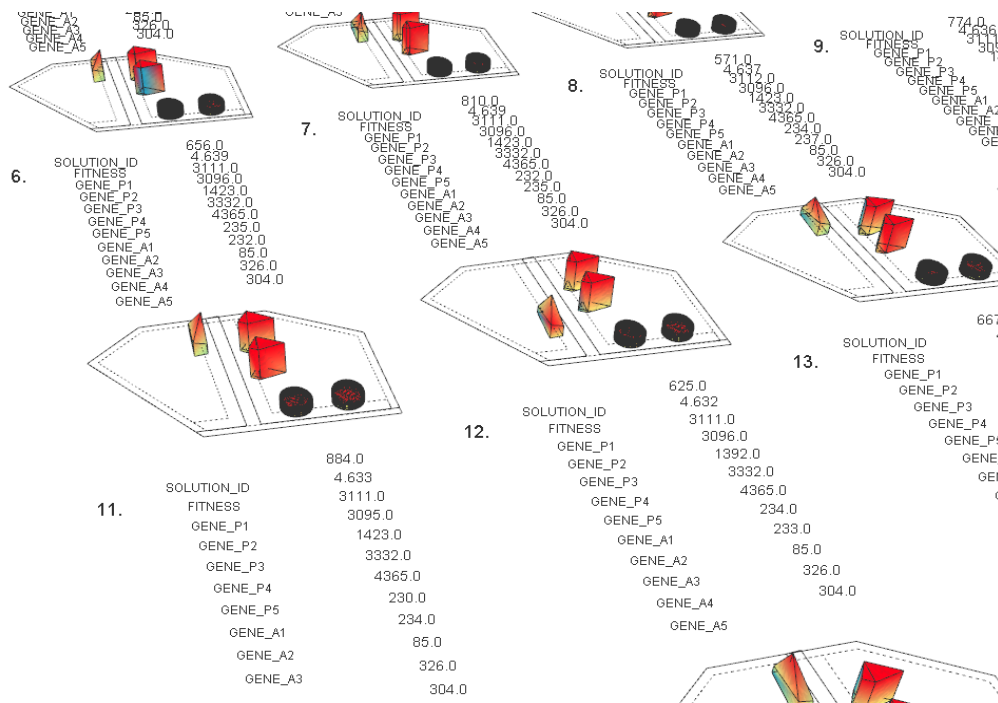 GENE_A1
GENE_A2
GENE_A3
GENE_A4
GENE_A5
85.0
326.0
304.0
6.
SOLUTION_ID
FITNESS
GENE_P1
GENE_P2
GENE_P3
GENE_P4
GENE_P5
GENE_A1
GENE_A2
GENE_A3
GENE_A4
GENE_A5
656.0
4.639
3111.0
3096.0
1423.0
3332.0
4365.0
235.0
232.0
85.0
326.0
304.0
7.
SOLUTION_ID
FITNESS
GENE_P1
GENE_P2
GENE_P3
GENE_P4
GENE_P5
GENE_A1
GENE_A2
GENE_A3
GENE_A4
GENE_A5
810.0
4.639
3111.0
3096.0
1423.0
3332.0
4365.0
232.0
235.0
85.0
326.0
304.0
8.
SOLUTION_ID
FITNESS
GENE_P1
GENE_P2
GENE_P3
GENE_P4
GENE_P5
GENE_A1
GENE_A2
GENE_A3
GENE_A4
GENE_A5
571.0
4.637
3112.0
3096.0
1423.0
3332.0
4365.0
234.0
237.0
85.0
326.0
304.0
9.
SOLUTION_ID
FITNESS
GENE_P1
GENE_P2
GENE_P3
GENE_P4
GENE_P5
GENE_A1
GENE_A2
774.0
4.636
11.
SOLUTION_ID
FITNESS
GENE_P1
GENE_P2
GENE_P3
GENE_P4
GENE_P5
GENE_A1
GENE_A2
GENE_A3
884.0
4.633
3111.0
3095.0
1423.0
3332.0
4365.0
230.0
234.0
85.0
326.0
304.0
12.
SOLUTION_ID
FITNESS
GENE_P1
GENE_P2
GENE_P3
GENE_P4
GENE_P5
GENE_A1
GENE_A2
GENE_A3
GENE_A4
GENE_A5
625.0
4.632
3111.0
3096.0
1392.0
3332.0
4365.0
234.0
233.0
85.0
326.0
304.0
13.
SOLUTION_ID
FITNESS
GENE_P1
GENE_P2
GENE_P3
GENE_P4
667